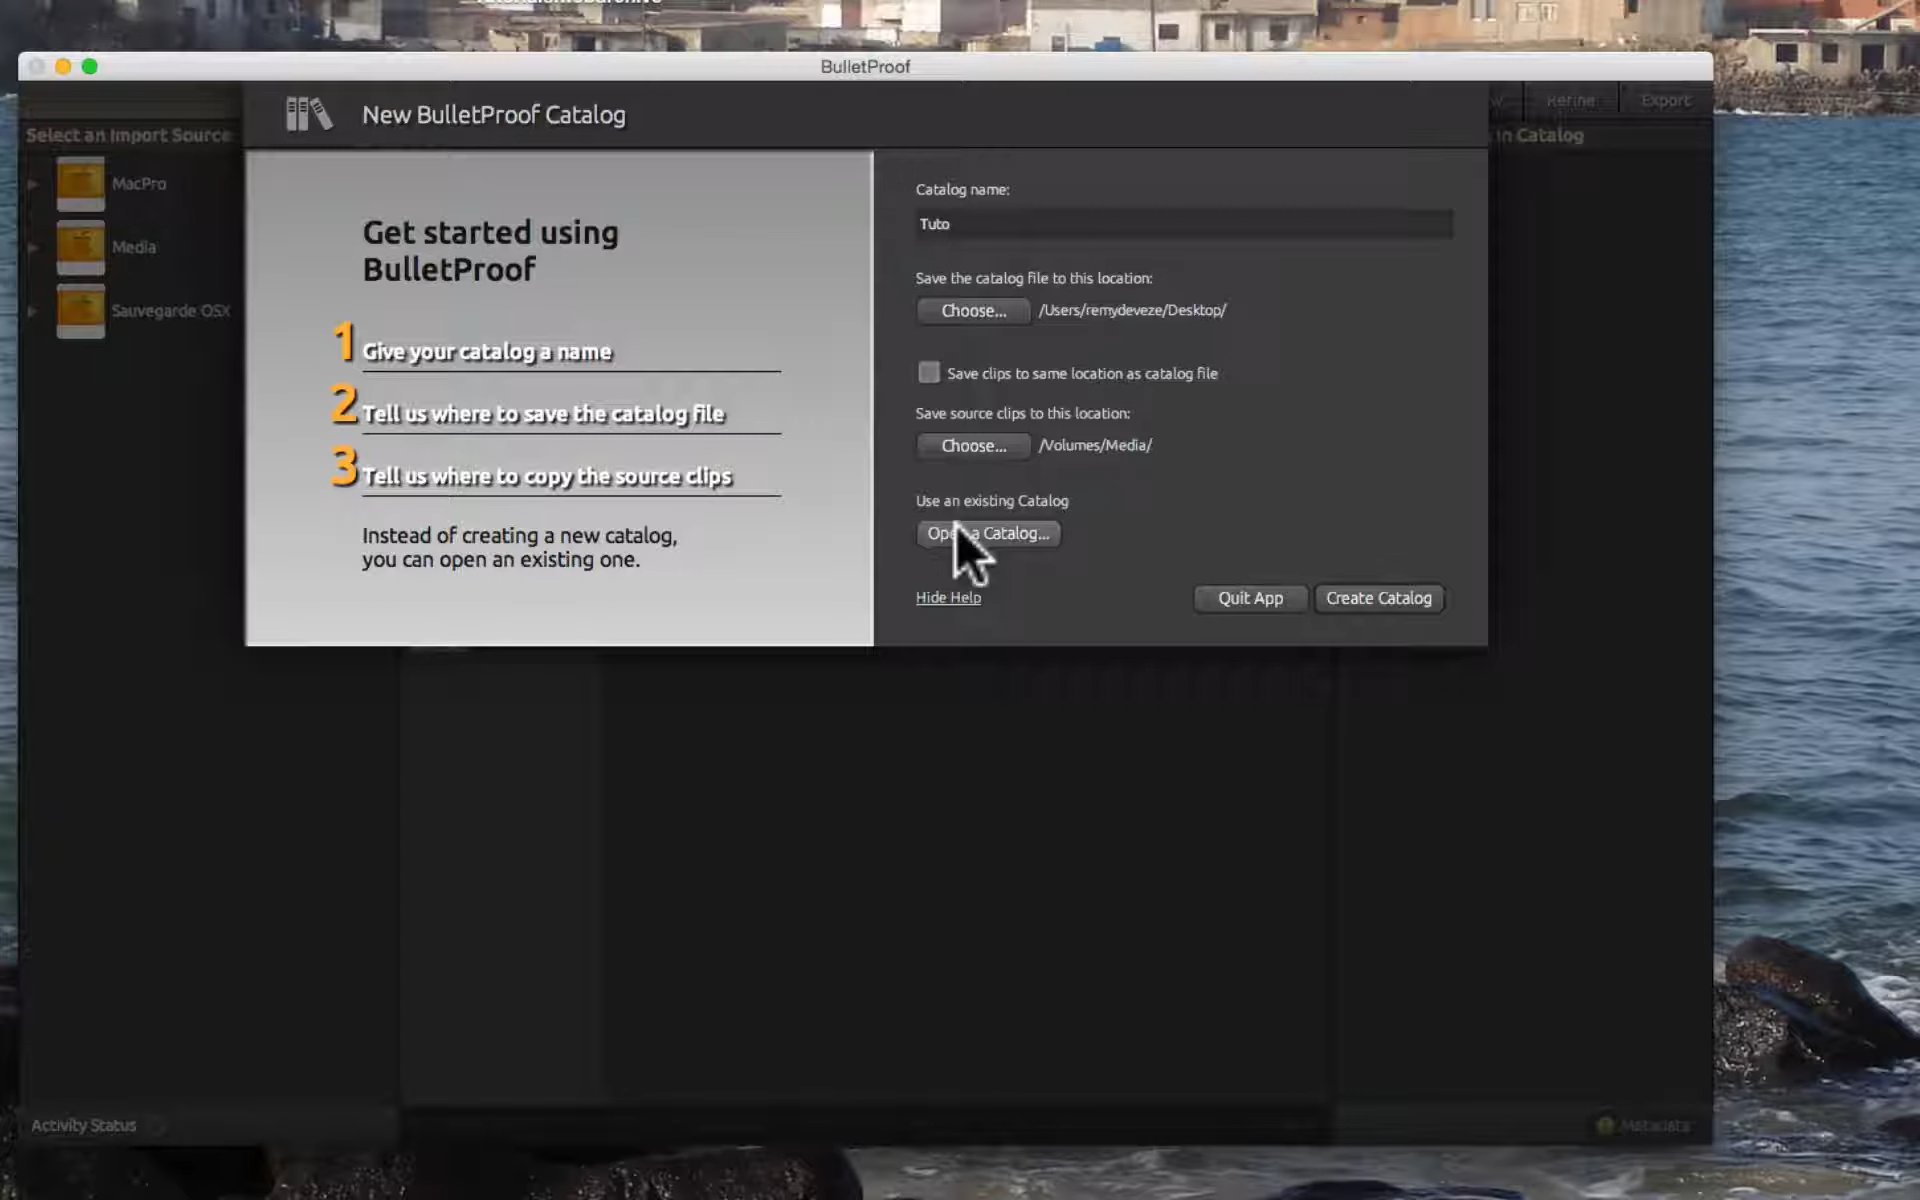 BulletProof
New BulletProof Catalog
Refine
Export
Select an Import Source
in Catalog
MacPro
Media
Sauvegarde OSX
Get started using
BulletProof
1 Give your catalog a name
2 Tell us where to save the catalog file
3 Tell us where to copy the source clips
Instead of creating a new catalog,
you can open an existing one.
Catalog name:
Tuto
Save the catalog file to this location:
Choose... /Users/remydeveze/Desktop/
Save clips to same location as catalog file
Save source clips to this location:
Choose... /Volumes/Media/
Use an existing Catalog
Open a Catalog...
Hide Help
Quit App
Create Catalog
Activity Status
Metadata